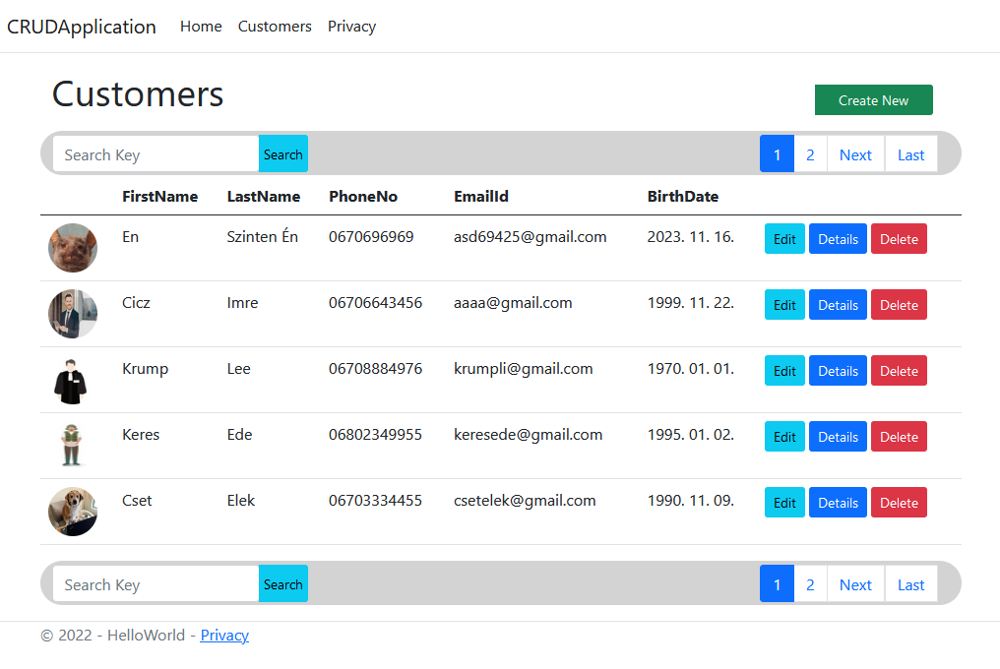 CRUDApplication Home Customers Privacy
Customers
Create New
Search Key Search 1 2 Next Last
FirstName LastName PhoneNo EmailId BirthDate
En Szinten Én 0670696969 asd69425@gmail.com 2023. 11. 16. Edit Details Delete
Cicz Imre 06706643456 aaaa@gmail.com 1999. 11. 22. Edit Details Delete
Krump Lee 06708884976 krumpli@gmail.com 1970. 01. 01. Edit Details Delete
Keres Ede 06802349955 keresede@gmail.com 1995. 01. 02. Edit Details Delete
Cset Elek 06703334455 csetelek@gmail.com 1990. 11. 09. Edit Details Delete
Search Key Search 1 2 Next Last
© 2022 - HelloWorld - Privacy